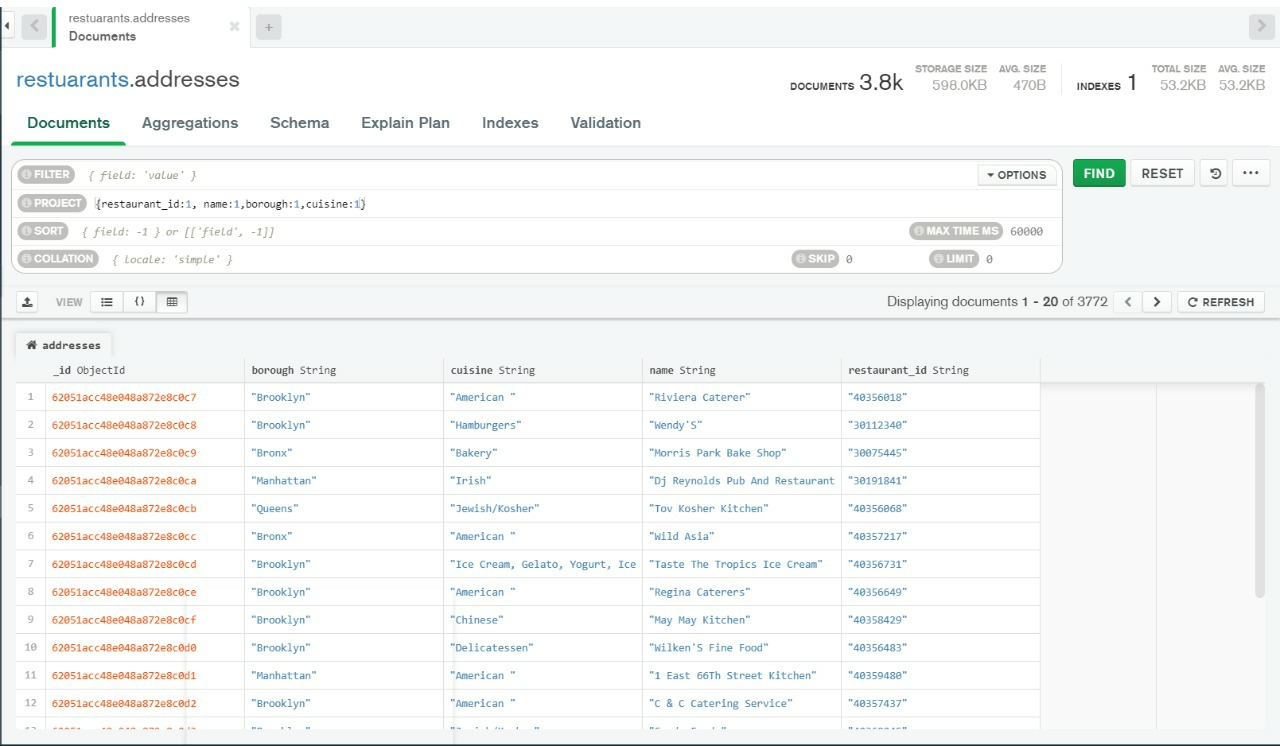 restuarants.addresses
Documents
restuarants.addresses
DOCUMENTS 3.8k STORAGE SIZE 598.0KB AVG. SIZE 470B INDEXES 1 TOTAL SIZE 53.2KB AVG. SIZE 53.2KB
Documents Aggregations Schema Explain Plan Indexes Validation
FILTER { field: 'value' } OPTIONS FIND RESET
PROJECT {restaurant_id:1, name:1,borough:1,cuisine:1}
SORT { field: -1 } or [['field', -1]] MAX TIME MS 60000
COLLATION { locale: 'simple' } SKIP 0 LIMIT 0
VIEW {} Displaying documents 1 - 20 of 3772 REFRESH
addresses
_id ObjectId borough String cuisine String name String restaurant_id String
1 62051acc48e048a872e8c0c7 "Brooklyn" "American " "Riviera Caterer" "40356018"
2 62051acc48e048a872e8c0c8 "Brooklyn" "Hamburgers" "Wendy'S" "30112340"
3 62051acc48e048a872e8c0c9 "Bronx" "Bakery" "Morris Park Bake Shop" "30075445"
4 62051acc48e048a872e8c0ca "Manhattan" "Irish" "Dj Reynolds Pub And Restaurant "30191841"
5 62051acc48e048a872e8c0cb "Queens" "Jewish/Kosher" "Tov Kosher Kitchen" "40356068"
6 62051acc48e048a872e8c0cc "Bronx" "American " "Wild Asia" "40357217"
7 62051acc48e048a872e8c0cd "Brooklyn" "Ice Cream, Gelato, Yogurt, Ice "Taste The Tropics Ice Cream" "40356731"
8 62051acc48e048a872e8c0ce "Brooklyn" "American " "Regina Caterers" "40356649"
9 62051acc48e048a872e8c0cf "Brooklyn" "Chinese" "May May Kitchen" "40358429"
10 62051acc48e048a872e8c0d0 "Brooklyn" "Delicatessen" "Wilken'S Fine Food" "40356483"
11 62051acc48e048a872e8c0d1 "Manhattan" "American " "1 East 66Th Street Kitchen" "40359480"
12 62051acc48e048a872e8c0d2 "Brooklyn" "American " "C & C Catering Service" "40357437"